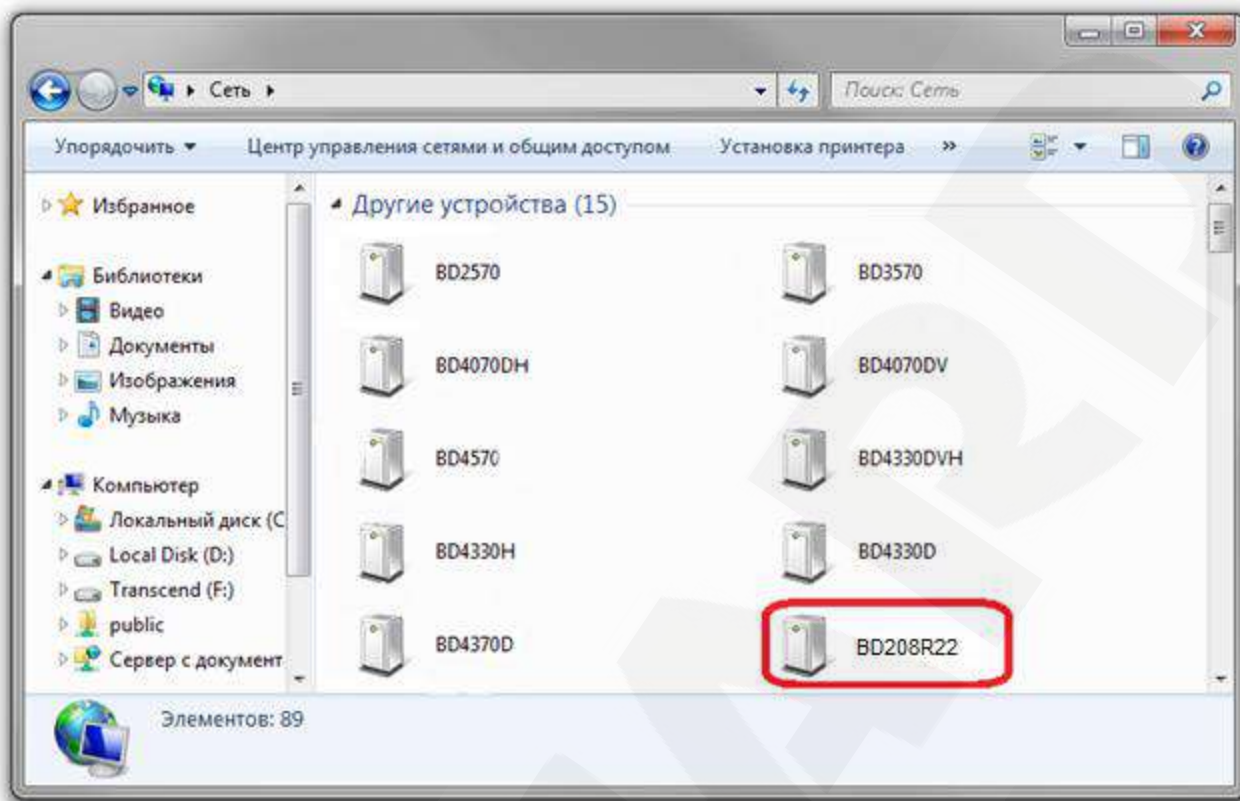 Сеть
Поиск: Сеть
Упорядочить
Центр управления сетями и общим доступом
Установка принтера
»
Избранное
Библиотеки
Видео
Документы
Изображения
Музыка
Компьютер
Локальный диск (C
Local Disk (D:)
Transcend (F:)
public
Сервер с документ
Другие устройства (15)
BD2570
BD3570
BD4070DH
BD4070DV
BD4570
BD4330DVH
BD4330H
BD4330D
BD4370D
BD208R22
Элементов: 89